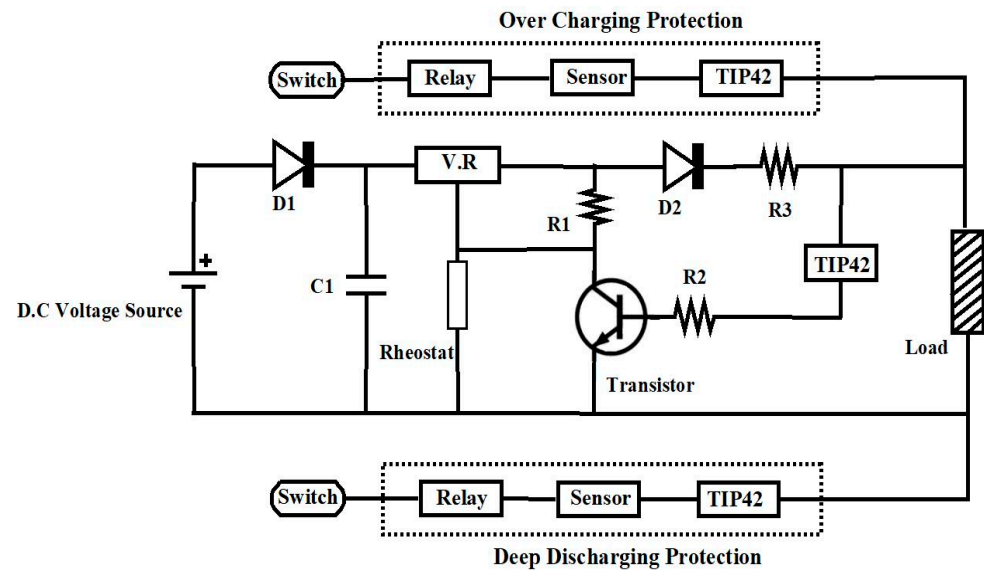 Over Charging Protection
Switch
Relay
Sensor
TIP42
V.R
D1
R1
D2
R3
+
D.C Voltage Source
C1
R2
TIP42
Rheostat
Transistor
Load
Switch
Relay
Sensor
TIP42
Deep Discharging Protection